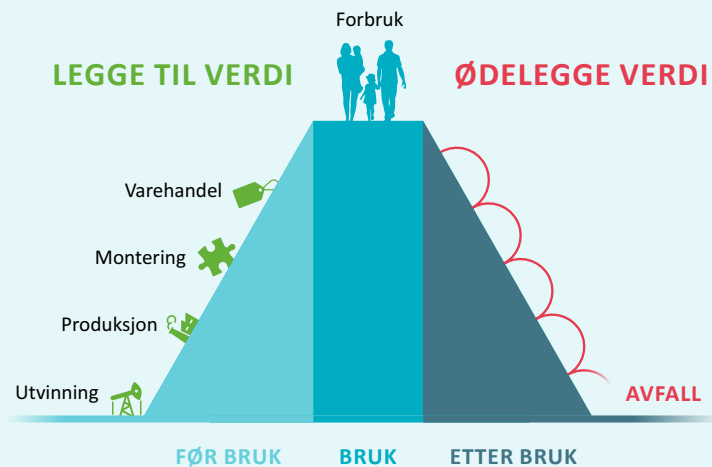 Forbruk
LEGGE TIL VERDI
ØDELEGGE VERDI
Varehandel
Montering
Produksjon
Utvinning
AVFALL
FØR BRUK
BRUK
ETTER BRUK